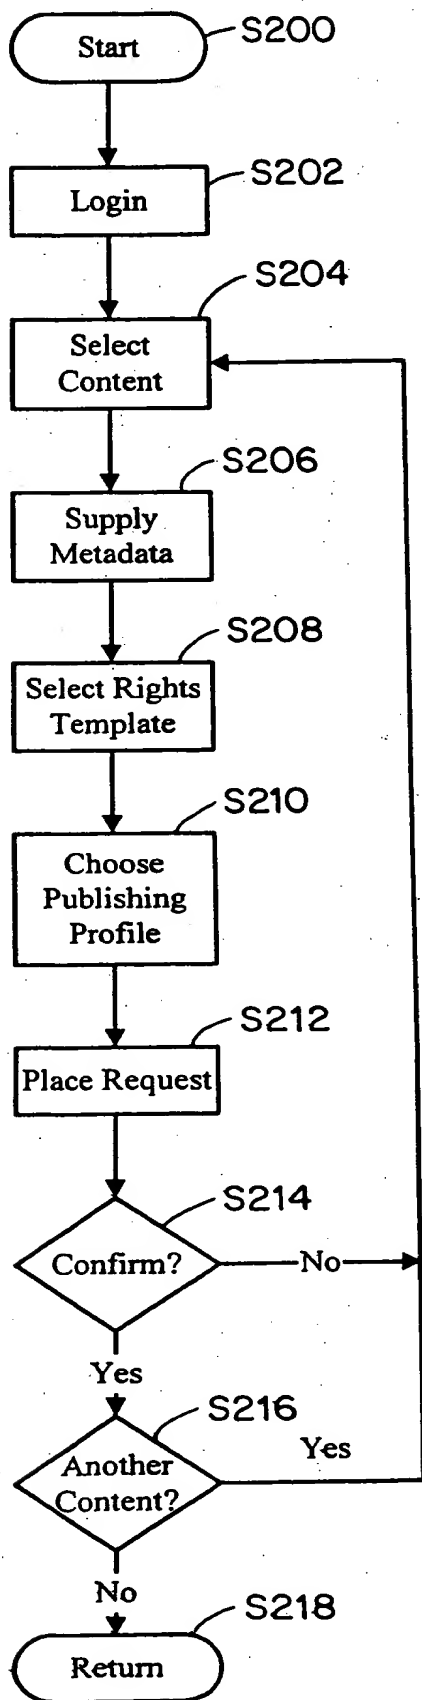 Start
S200
Login
S202
S204
Select
Content
S206
Supply
Metadata
S208
Select Rights
Template
S210
Choose
Publishing
Profile
S212
Place Request
S214
Confirm?
No
Yes
S216
Another
Content?
Yes
No
S218
Return